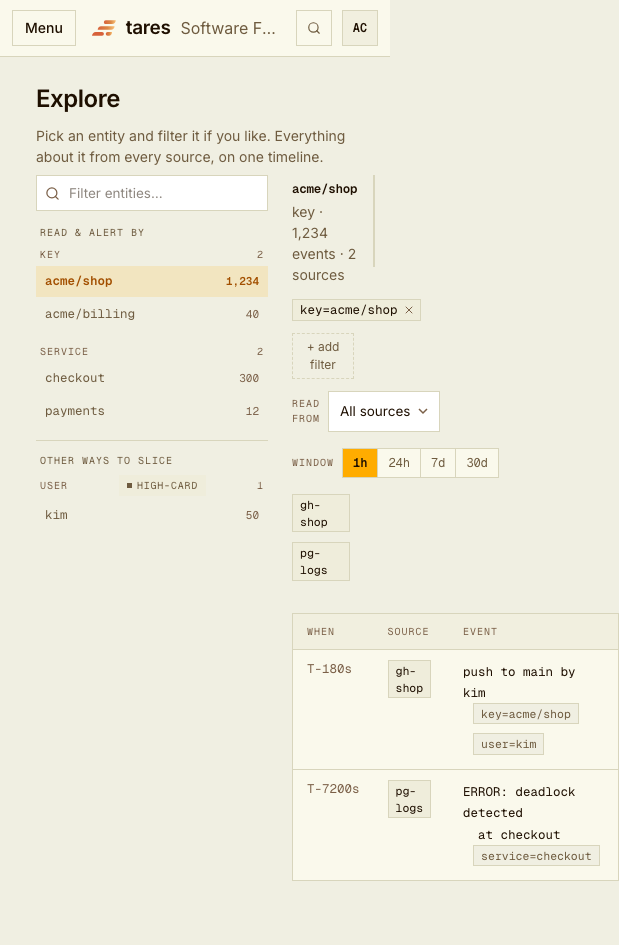 Menu
tares
Software F...
AC
Explore
Pick an entity and filter it if you like. Everything
about it from every source, on one timeline.
Filter entities...
READ & ALERT BY
KEY 2
acme/shop 1,234
acme/billing 40
SERVICE 2
checkout 300
payments 12
OTHER WAYS TO SLICE
USER HIGH-CARD 1
kim 50
acme/shop
key ·
1,234
events · 2
sources
key=acme/shop ×
+ add
filter
READ
FROM
All sources
WINDOW 1h 24h 7d 30d
gh-
shop
pg-
logs
WHEN SOURCE EVENT
T-180s
gh-
shop
push to main by
kim
key=acme/shop
user=kim
T-7200s
pg-
logs
ERROR: deadlock
detected
at checkout
service=checkout